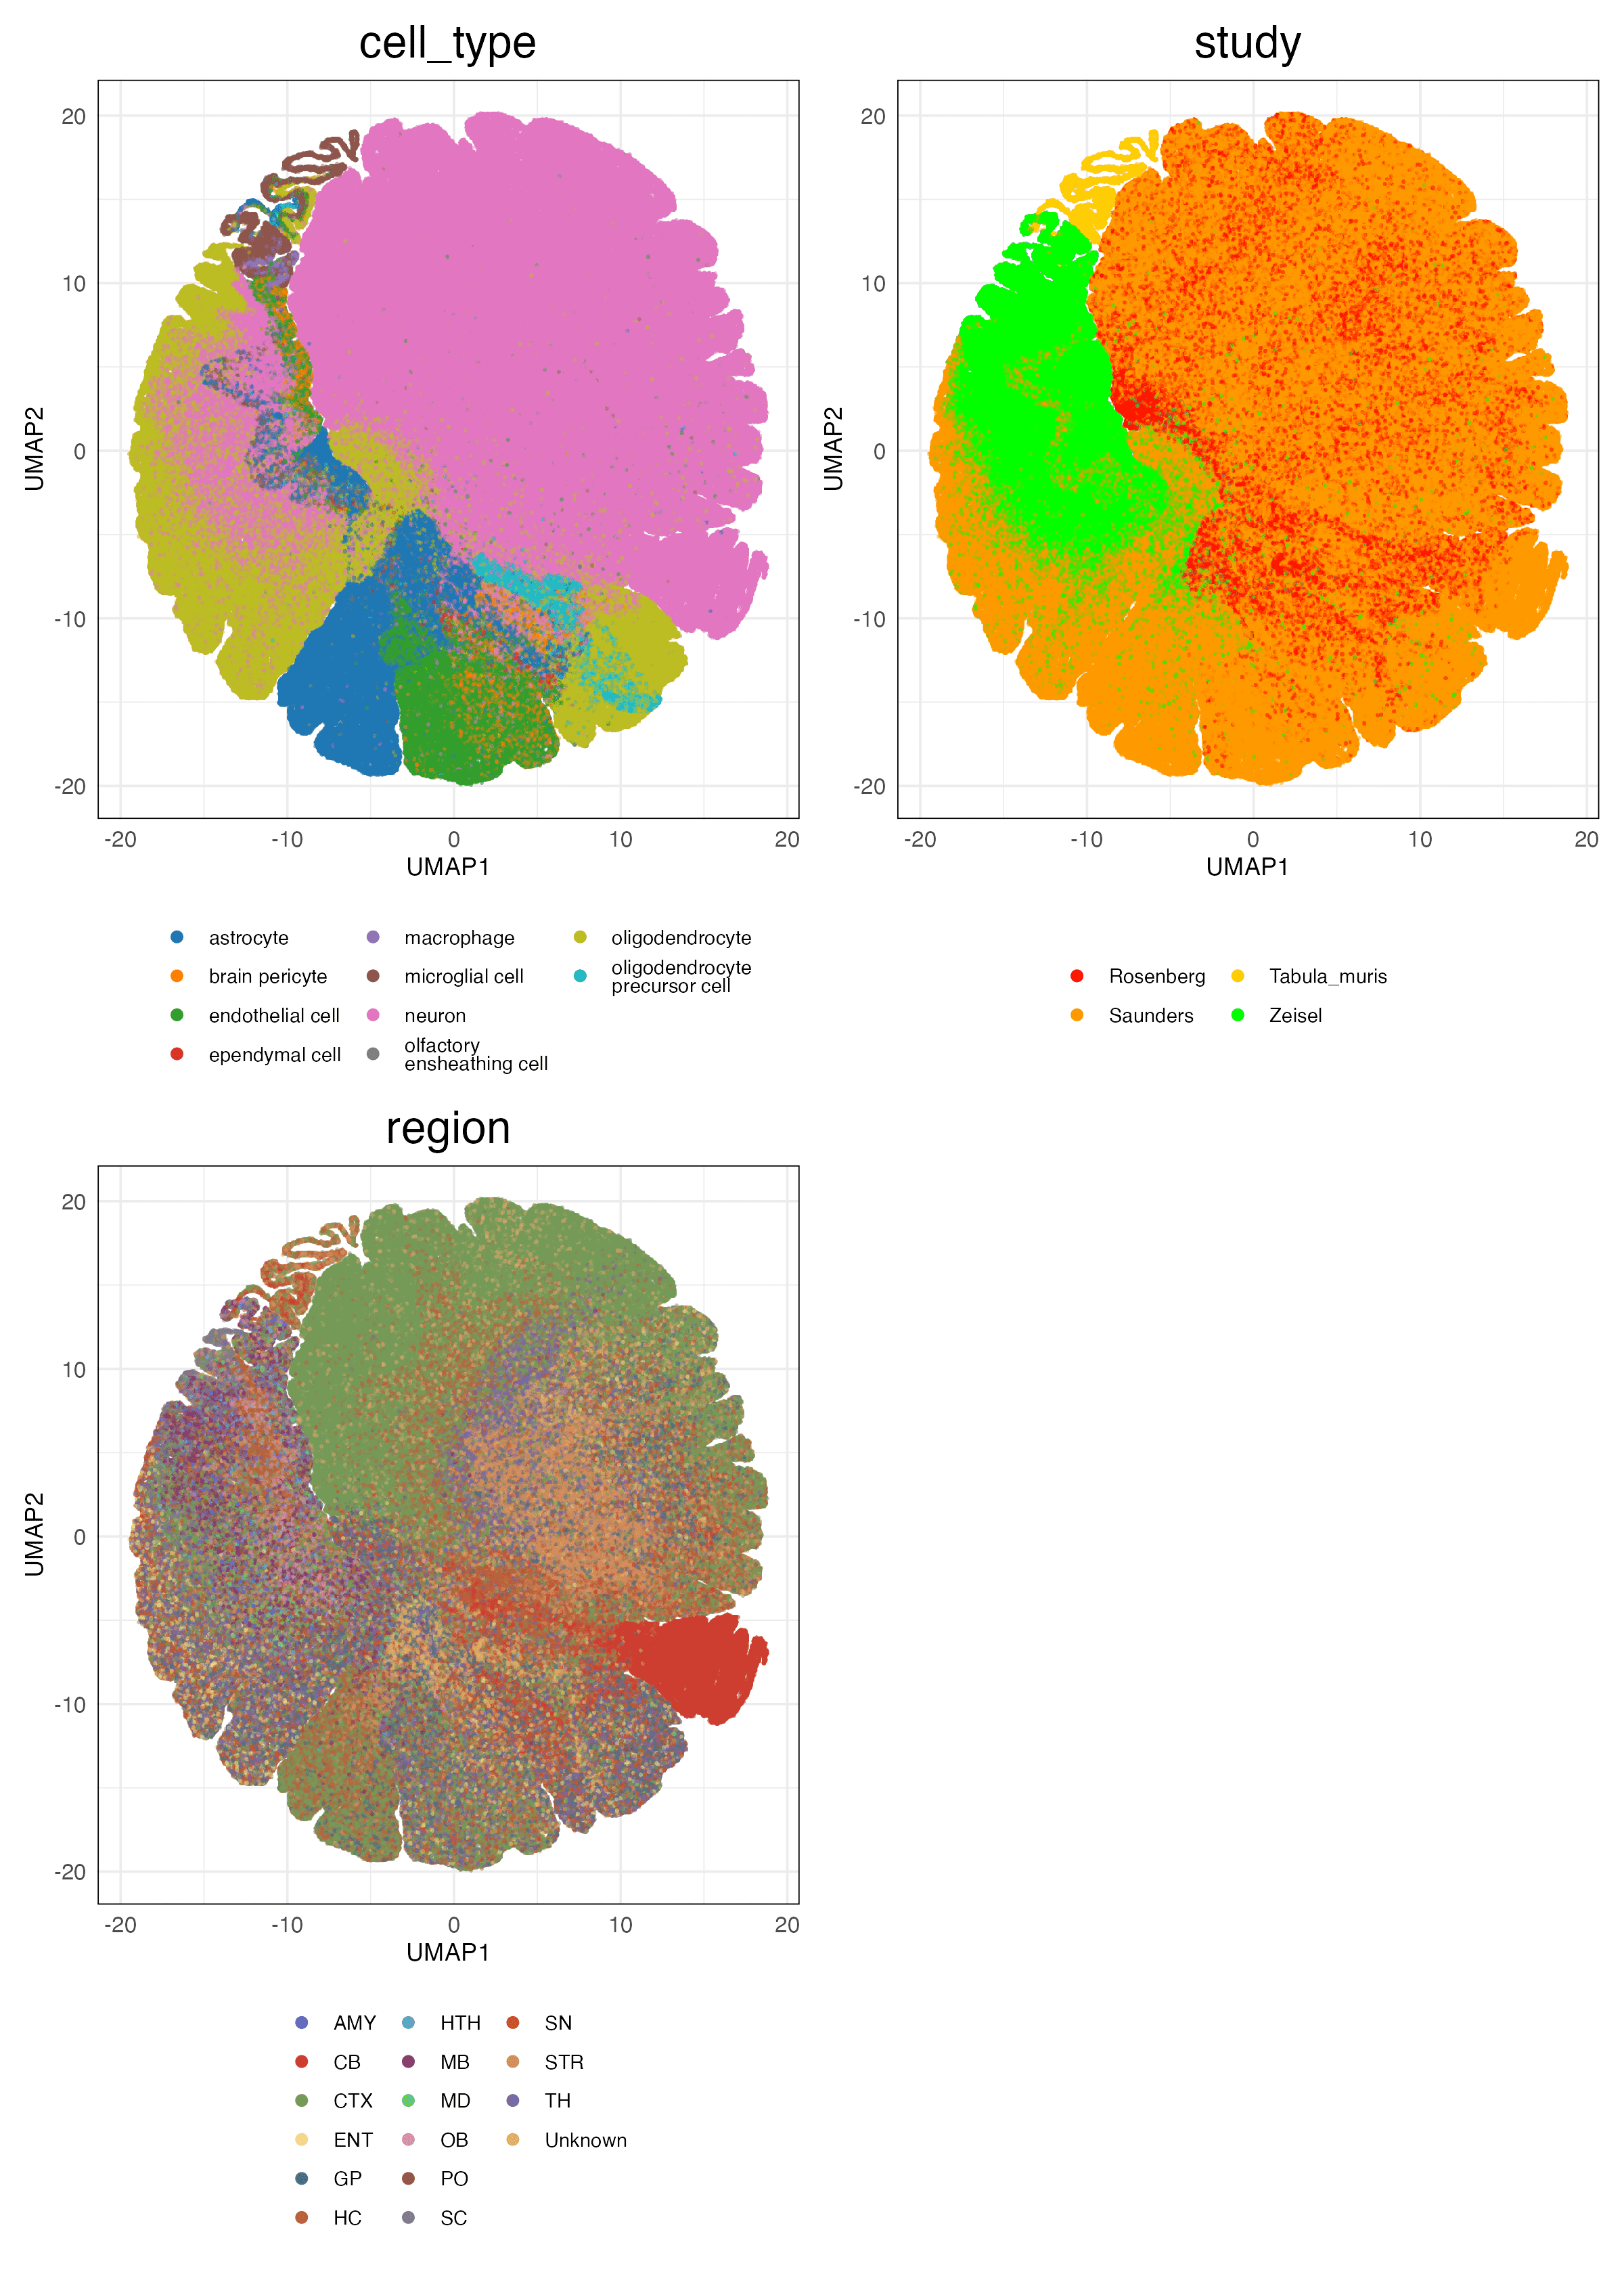 cell_type
study
20
10
0
-10
-20
UMAP2
-20
-10
0
10
20
UMAP1
20
10
0
-10
-20
UMAP2
-20
-10
0
10
20
UMAP1
astrocyte
brain pericyte
endothelial cell
ependymal cell
macrophage
microglial cell
neuron
olfactory
ensheathing cell
oligodendrocyte
oligodendrocyte
precursor cell
Rosenberg
Saunders
Tabula_muris
Zeisel
region
20
10
0
-10
-20
UMAP2
-20
-10
0
10
20
UMAP1
AMY
CB
CTX
ENT
GP
HC
HTH
MB
MD
OB
PO
SC
SN
STR
TH
Unknown